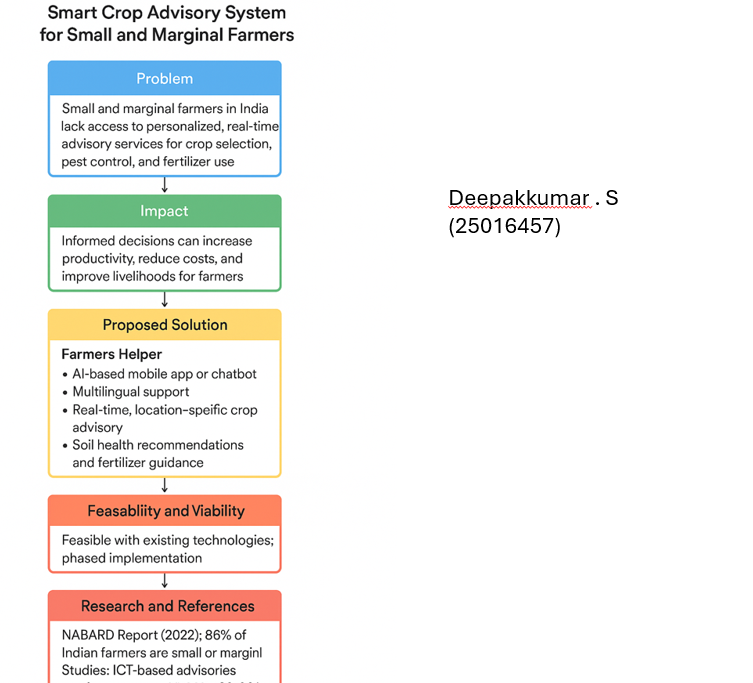 Smart Crop Advisory System
for Small and Marginal Farmers
Problem
Small and marginal farmers in India
lack access to personalized, real-time
advisory services for crop selection,
pest control, and fertilizer use
Impact
Informed decisions can increase
productivity, reduce costs, and
improve livelihoods for farmers
Proposed Solution
Farmers Helper
• AI-based mobile app or chatbot
• Multilingual support
• Real-time, location-speific crop
advisory
• Soil health recommendations
and fertilizer guidance
Feasabliity and Viability
Feasible with existing technologies;
phased implementation
Research and References
NABARD Report (2022); 86% of
Indian farmers are small or marginl
Studies: ICT-based advisories
Deepakkumar . S
(25016457)